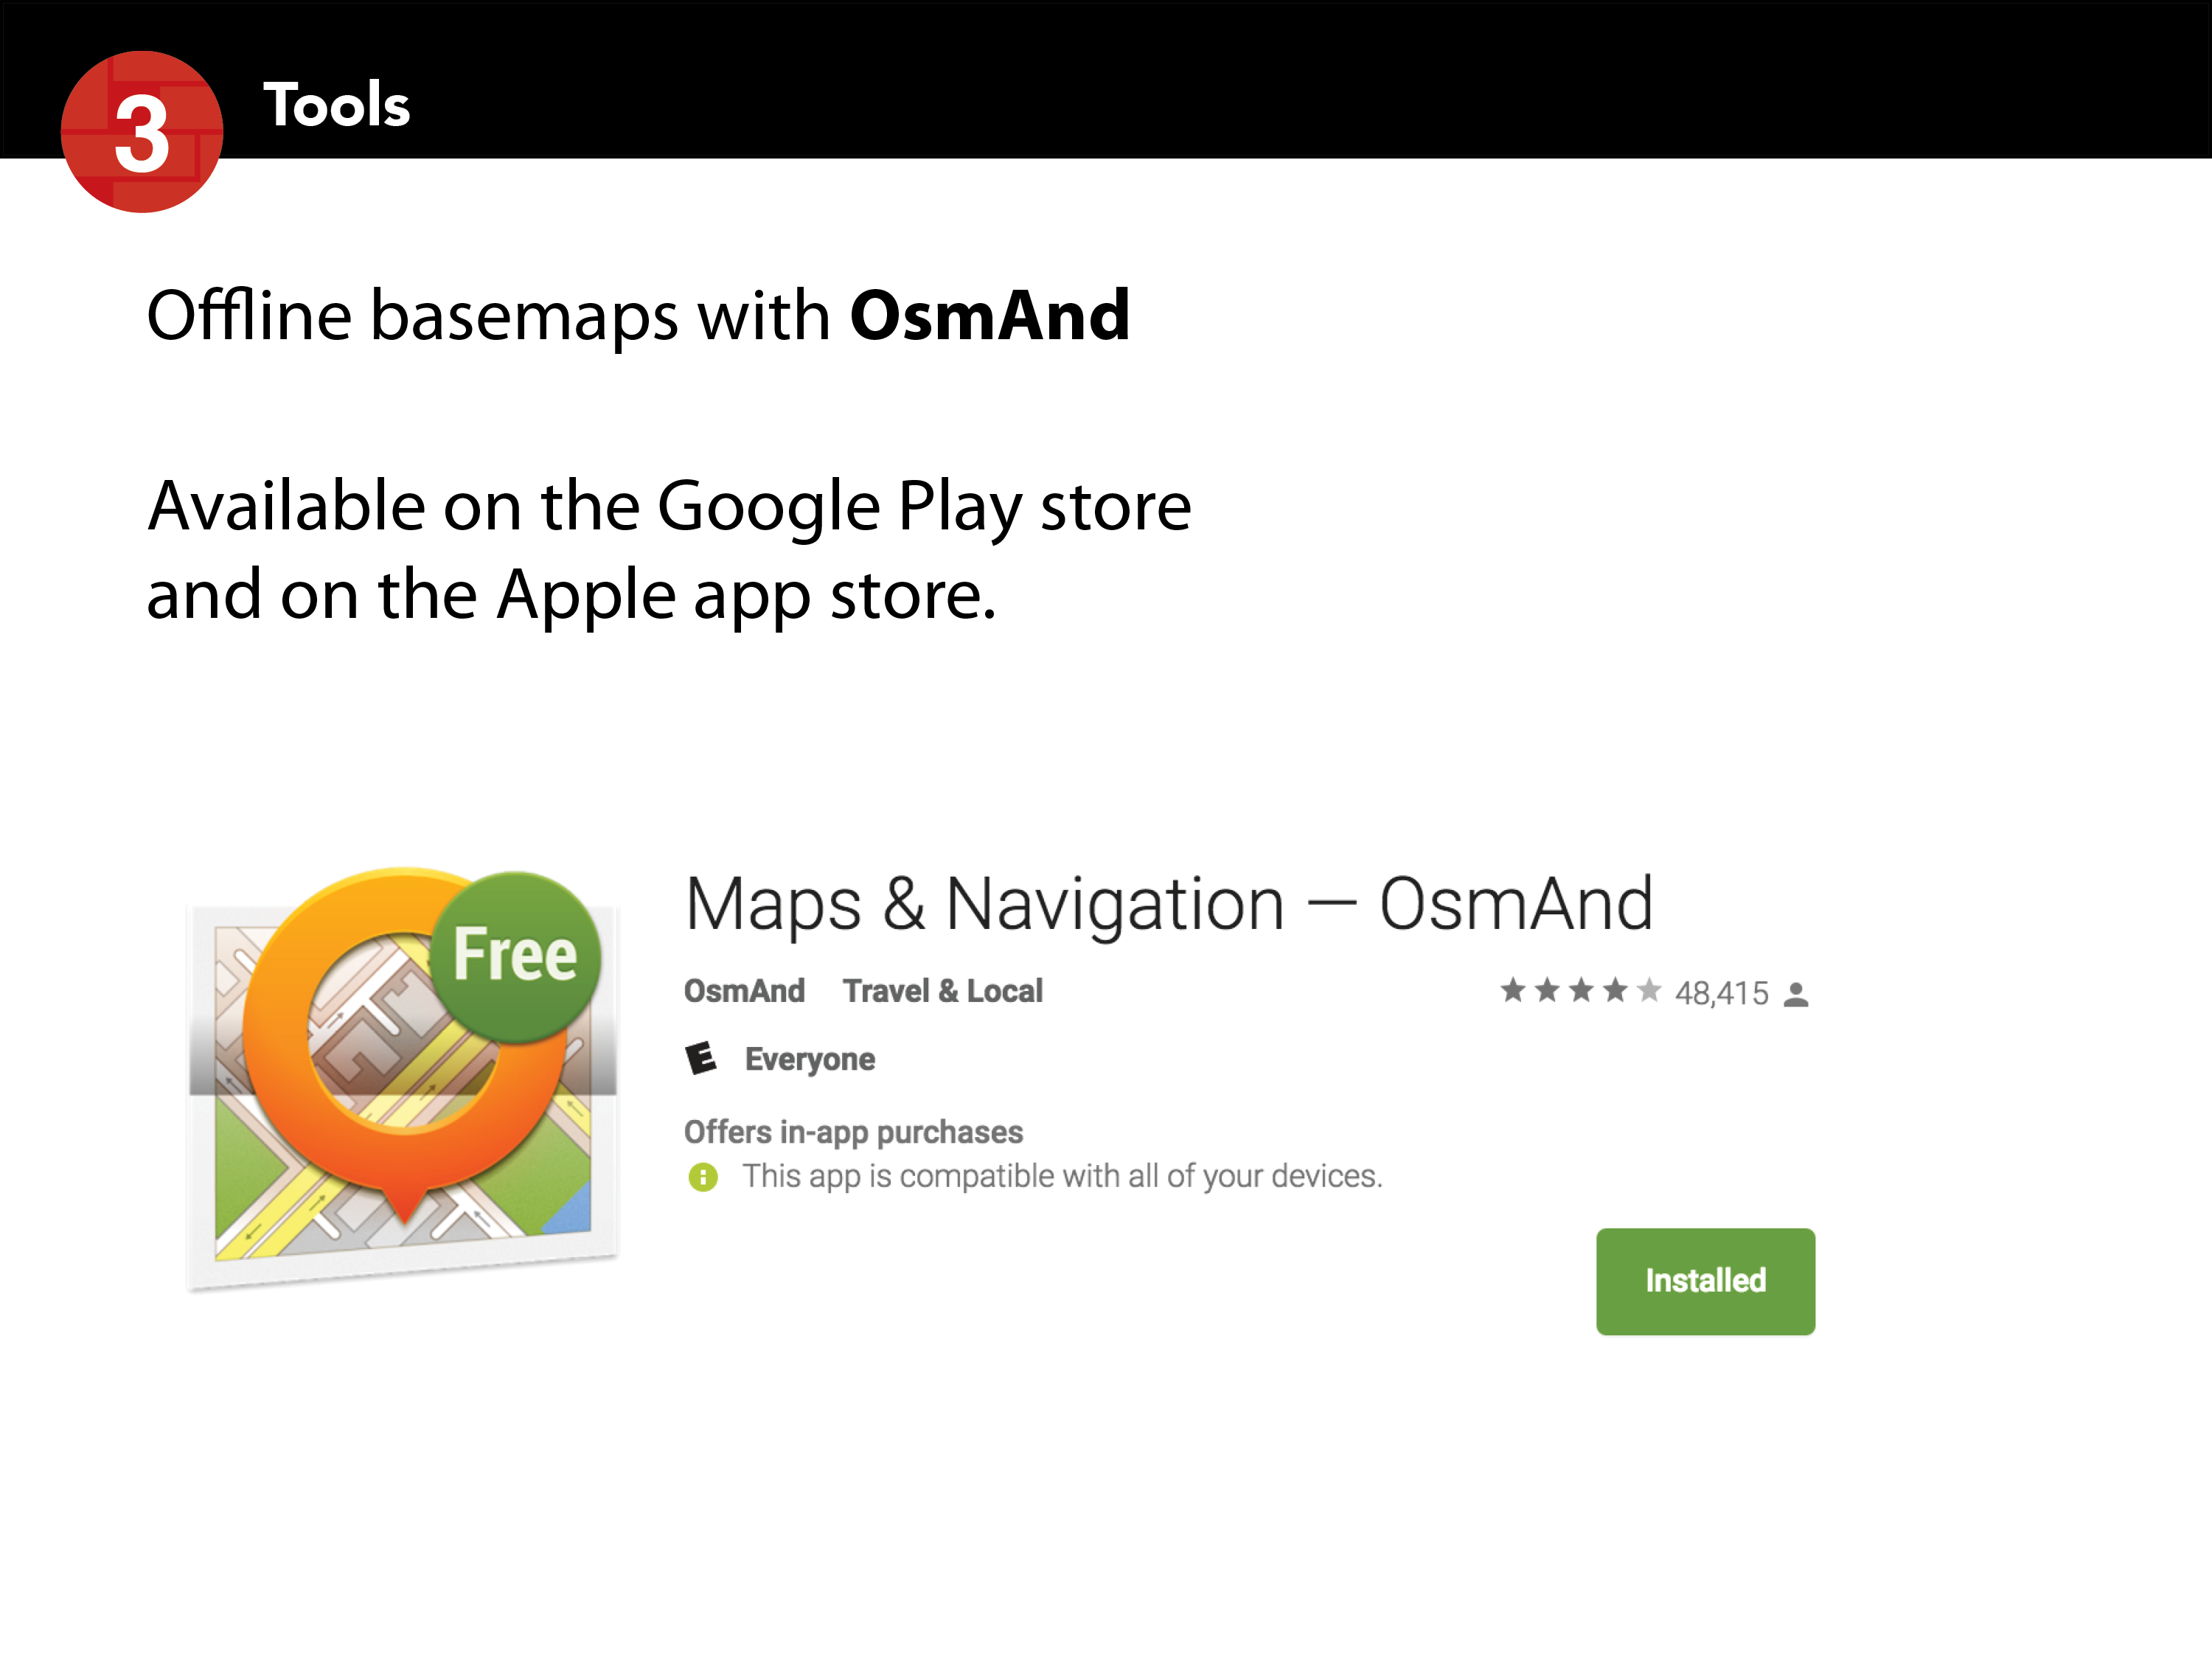 3
Tools
Offline basemaps with OsmAnd
Available on the Google Play store
and on the Apple app store.
Free
Maps & Navigation — OsmAnd
OsmAnd Travel & Local
48,415
E Everyone
Offers in-app purchases
This app is compatible with all of your devices.
Installed